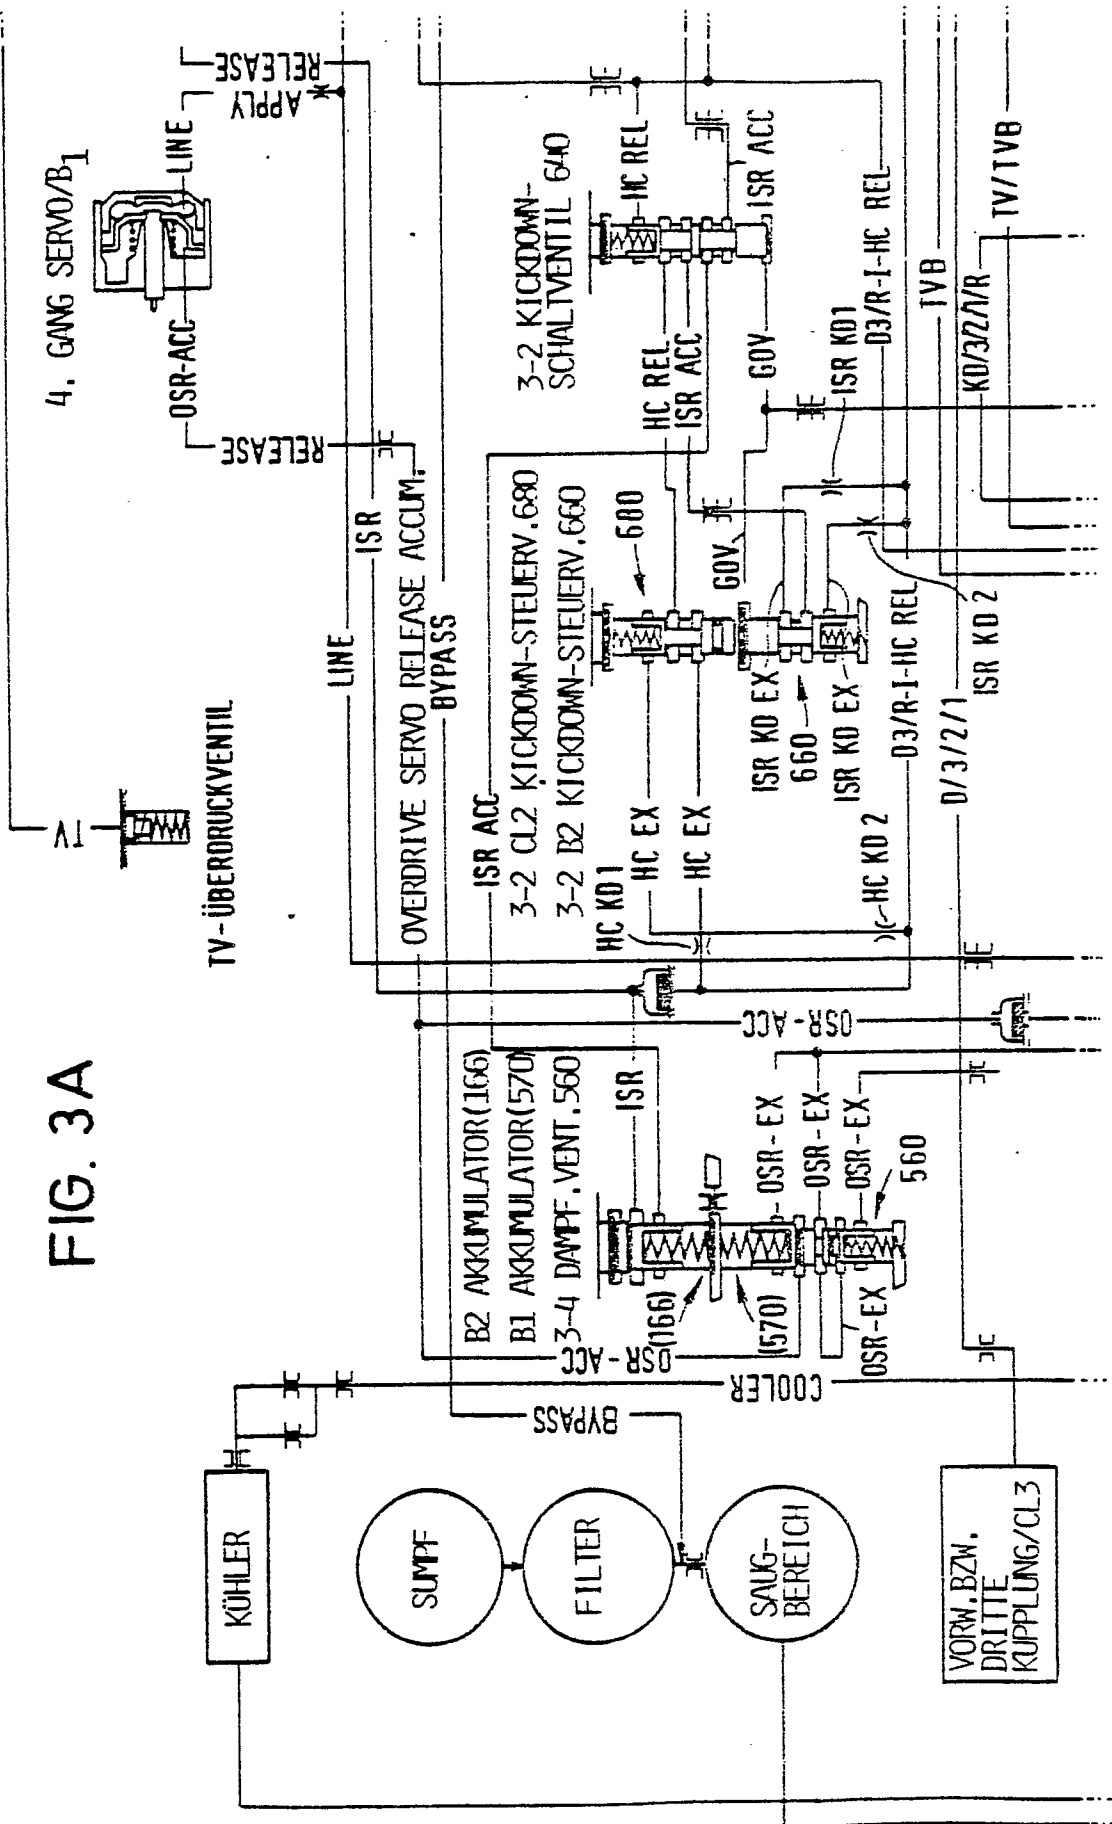 FIG. 3A
4. GANG SERVO/B1
LINE
OSR-ACC
RELEASE
APPLY
RELEASE
TV
TV-ÜBERDRUCKVENTIL
LINE
ISR
OVERDRIVE SERVO RELEASE ACCUM.
BYPASS
3-2 KICKDOWN-
SCHALTVENTIL 640
HC REL
ISR ACC
HC REL
ISR ACC
GOV
ISR KD1
D3/R-I-HC REL
TVB
KD/3/2/1/R
TV/TVB
ISR ACC
3-2 CL2 KICKDOWN-STEUERV.680
3-2 B2 KICKDOWN-STEUERV.660
680
GOV
ISR KD EX
660
ISR KD EX
D3/R-I-HC REL
D/3/2/1
ISR KD 2
HC EX
HC EX
HC KD1
HC KD 2
OSR-ACC
B2 AKKUMULATOR(166)
B1 AKKUMULATOR(570)
3-4 DAMPF.VENT.560
ISR
OSR-EX
OSR-EX
OSR-EX
560
(166)
(570)
OSR-EX
OSR-ACC
COOLER
BYPASS
KÜHLER
SUMPF
FILTER
SAUG-
BEREICH
VORW.BZW.
DRITTE
KUPPLUNG/CL3